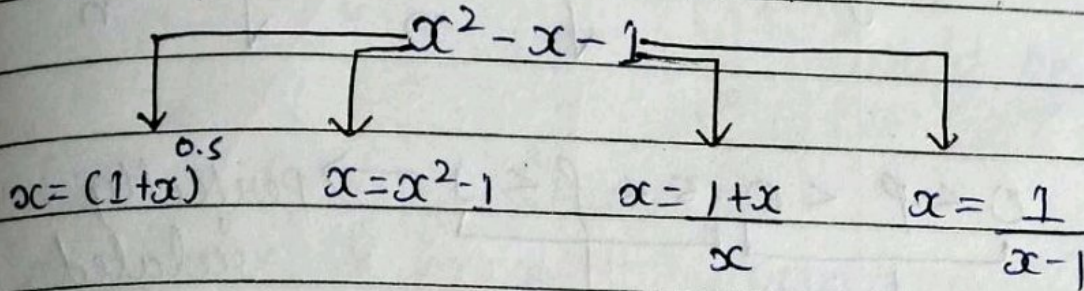 x² - x - 1
x = (1+x)^0.5   x = x² - 1   x = (1+x)/x   x = 1/(x-1)